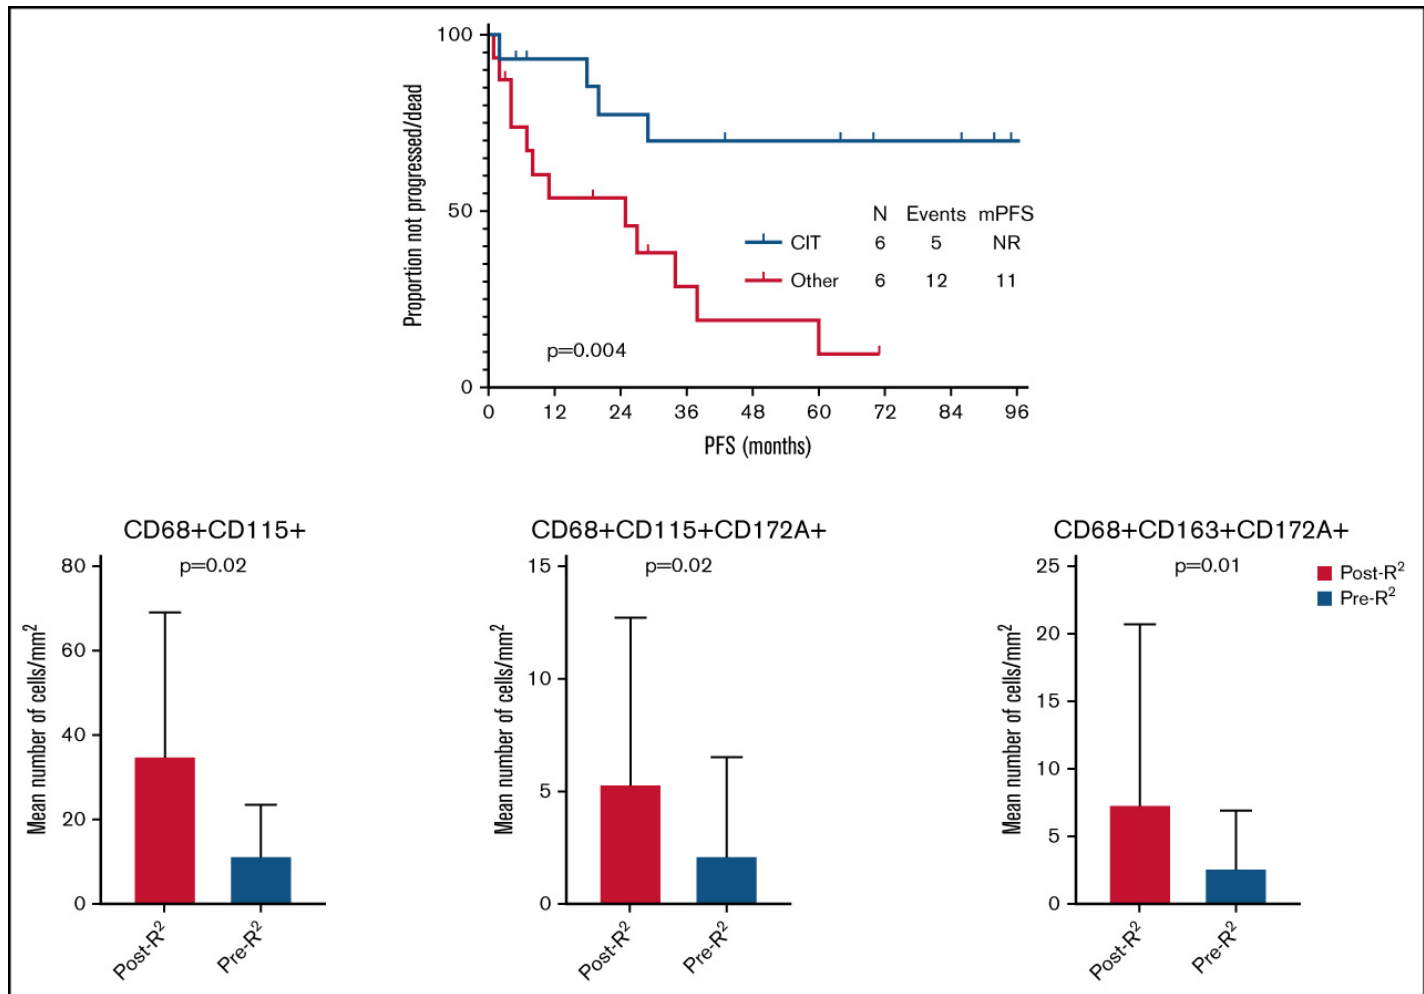 100
50
0
Proportion not progressed/dead
N Events mPFS
CIT 6 5 NR
Other 6 12 11
p=0.004
0 12 24 36 48 60 72 84 96
PFS (months)
CD68+CD115+
p=0.02
80
60
40
20
0
Mean number of cells/mm²
Post-R²
Pre-R²
CD68+CD115+CD172A+
p=0.02
15
10
5
0
Mean number of cells/mm²
Post-R²
Pre-R²
CD68+CD163+CD172A+
p=0.01
25
20
15
10
5
0
Mean number of cells/mm²
Post-R²
Pre-R²
Post-R²
Pre-R²